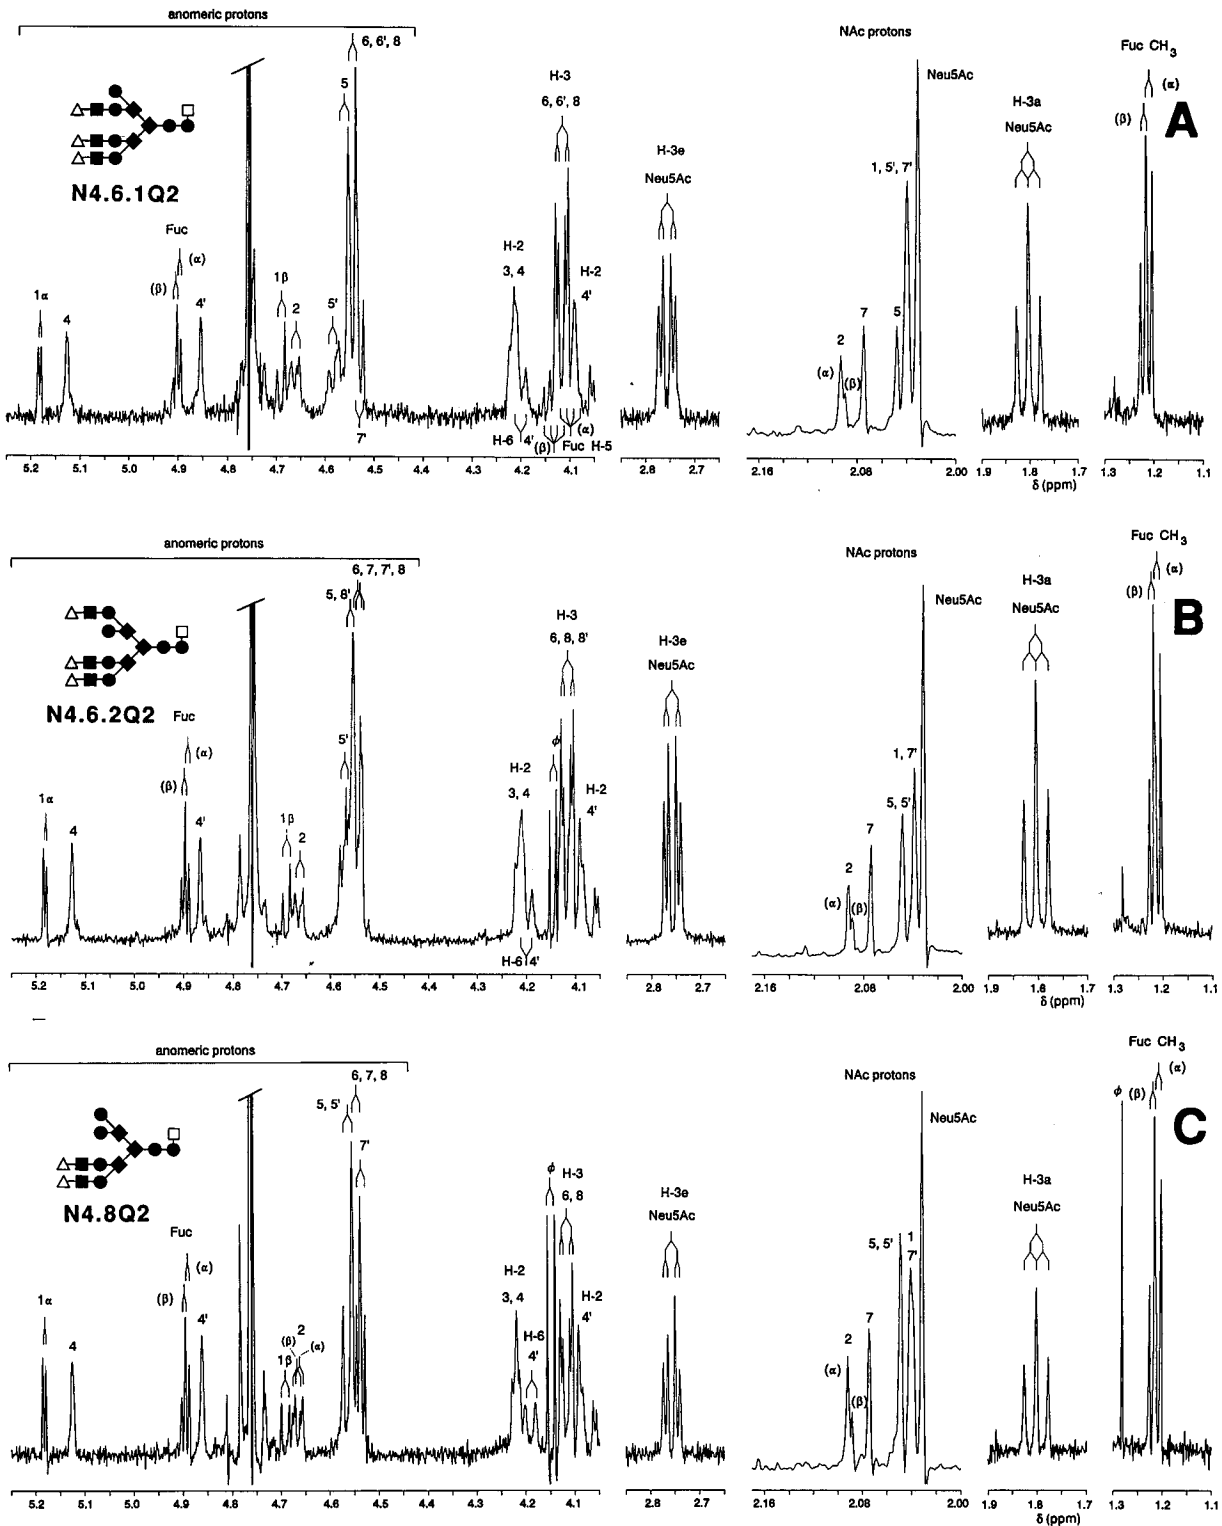 anomeric protons
6, 6', 8
5
N4.6.1Q2
Fuc
(α)
(β)
1α
4
4'
1β
2
5'
7'
H-3
6, 6', 8
H-2
3, 4
H-2
4'
H-6
4'
(β)
Fuc H-5
(α)
5.2 5.1 5.0 4.9 4.8 4.7 4.6 4.5 4.4 4.3 4.2 4.1
H-3e
Neu5Ac
2.8 2.7
NAc protons
Neu5Ac
1, 5', 7'
2
7
5
(α)
(β)
2.16 2.08 2.00
H-3a
Neu5Ac
1.9 1.8 1.7
δ (ppm)
Fuc CH3
(α)
(β)
1.3 1.2 1.1
A
anomeric protons
6, 7, 7', 8
5, 8'
N4.6.2Q2
Fuc
(α)
(β)
1α
4
4'
1β
2
5'
H-3
6, 8, 8'
ϕ
H-2
3, 4
H-2
4'
H-6
4'
5.2 5.1 5.0 4.9 4.8 4.7 4.6 4.5 4.4 4.3 4.2 4.1
H-3e
Neu5Ac
2.8 2.7
NAc protons
Neu5Ac
1, 7'
5, 5'
7
2
(α)
(β)
2.16 2.08 2.00
H-3a
Neu5Ac
1.9 1.8 1.7
δ (ppm)
Fuc CH3
(α)
(β)
1.3 1.2 1.1
B
anomeric protons
6, 7, 8
5, 5'
7'
N4.8Q2
Fuc
(α)
(β)
1α
4
4'
2
(β)
(α)
1β
ϕ
H-3
6, 8
H-2
3, 4
H-2
4'
H-6
4'
5.2 5.1 5.0 4.9 4.8 4.7 4.6 4.5 4.4 4.3 4.2 4.1
H-3e
Neu5Ac
2.8 2.7
NAc protons
Neu5Ac
5, 5'
1
7'
7
2
(α)
(β)
2.16 2.08 2.00
H-3a
Neu5Ac
1.9 1.8 1.7
δ (ppm)
Fuc CH3
ϕ
(β)
(α)
1.3 1.2 1.1
C